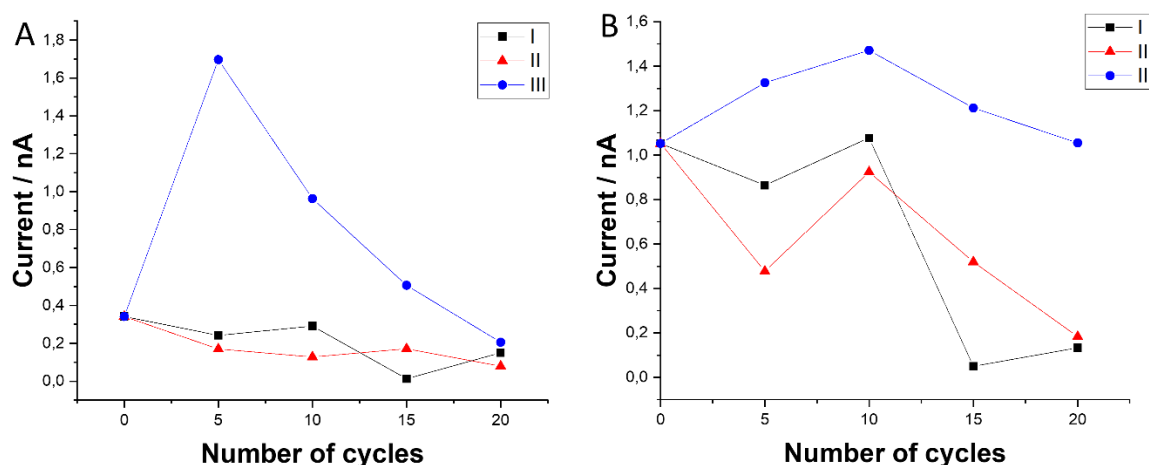 A
I
II
III
1,8
1,6
1,4
1,2
1,0
0,8
0,6
0,4
0,2
0,0
Current / nA
0
5
10
15
20
Number of cycles
B
I
II
II
1,6
1,4
1,2
1,0
0,8
0,6
0,4
0,2
0,0
Current / nA
0
5
10
15
20
Number of cycles